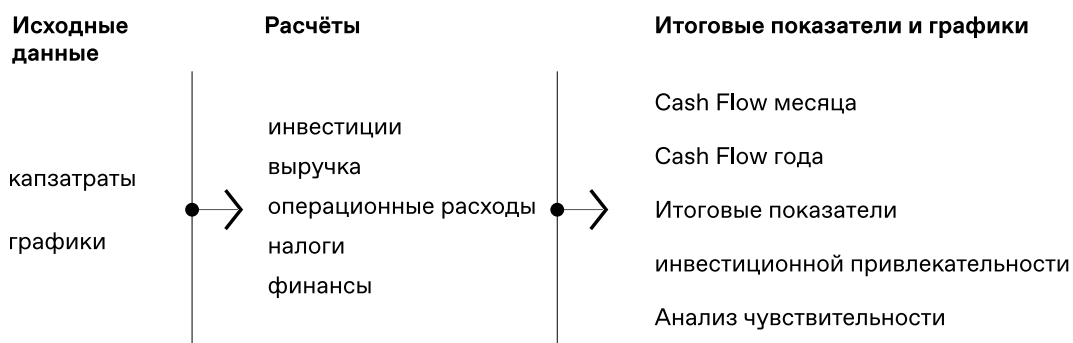 Исходные
данные
Расчёты
Итоговые показатели и графики
капзатраты
графики
инвестиции
выручка
операционные расходы
налоги
финансы
Cash Flow месяца
Cash Flow года
Итоговые показатели
инвестиционной привлекательности
Анализ чувствительности